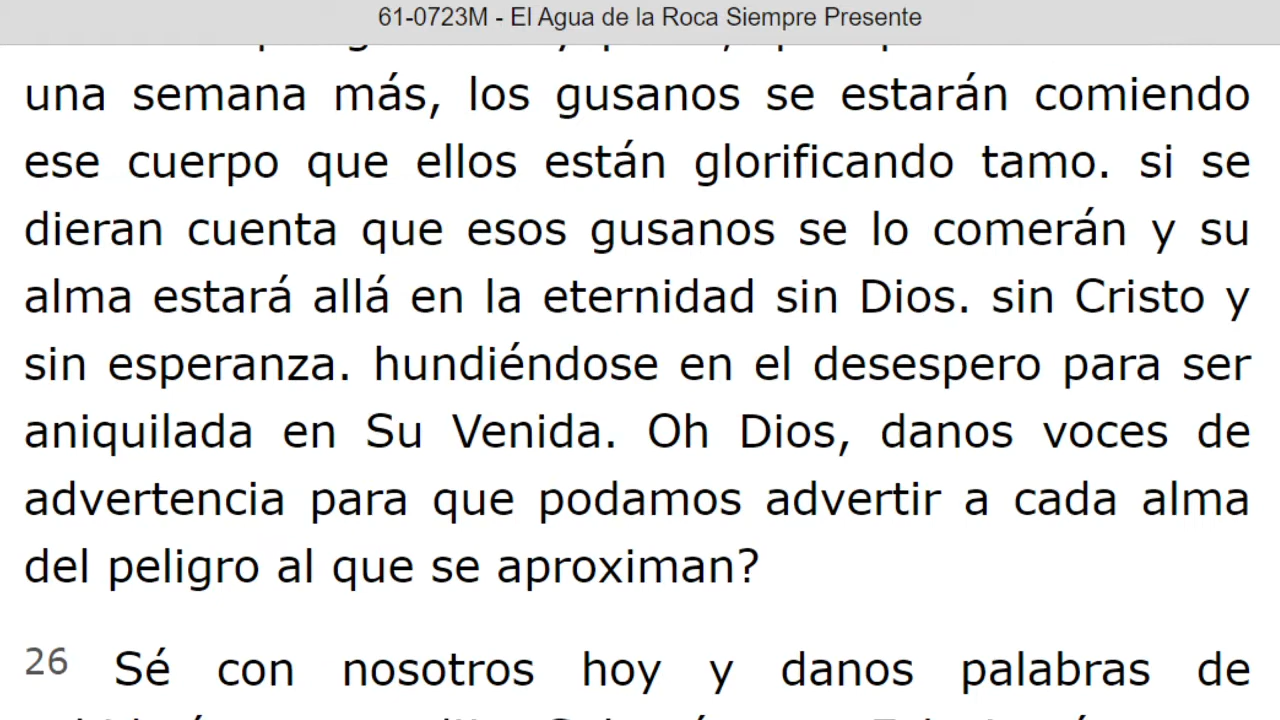 61-0723M - El Agua de la Roca Siempre Presente
una semana más, los gusanos se estarán comiendo
ese cuerpo que ellos están glorificando tamo. si se
dieran cuenta que esos gusanos se lo comerán y su
alma estará allá en la eternidad sin Dios. sin Cristo y
sin esperanza. hundiéndose en el desespero para ser
aniquilada en Su Venida. Oh Dios, danos voces de
advertencia para que podamos advertir a cada alma
del peligro al que se aproximan?
26 Sé con nosotros hoy y danos palabras de